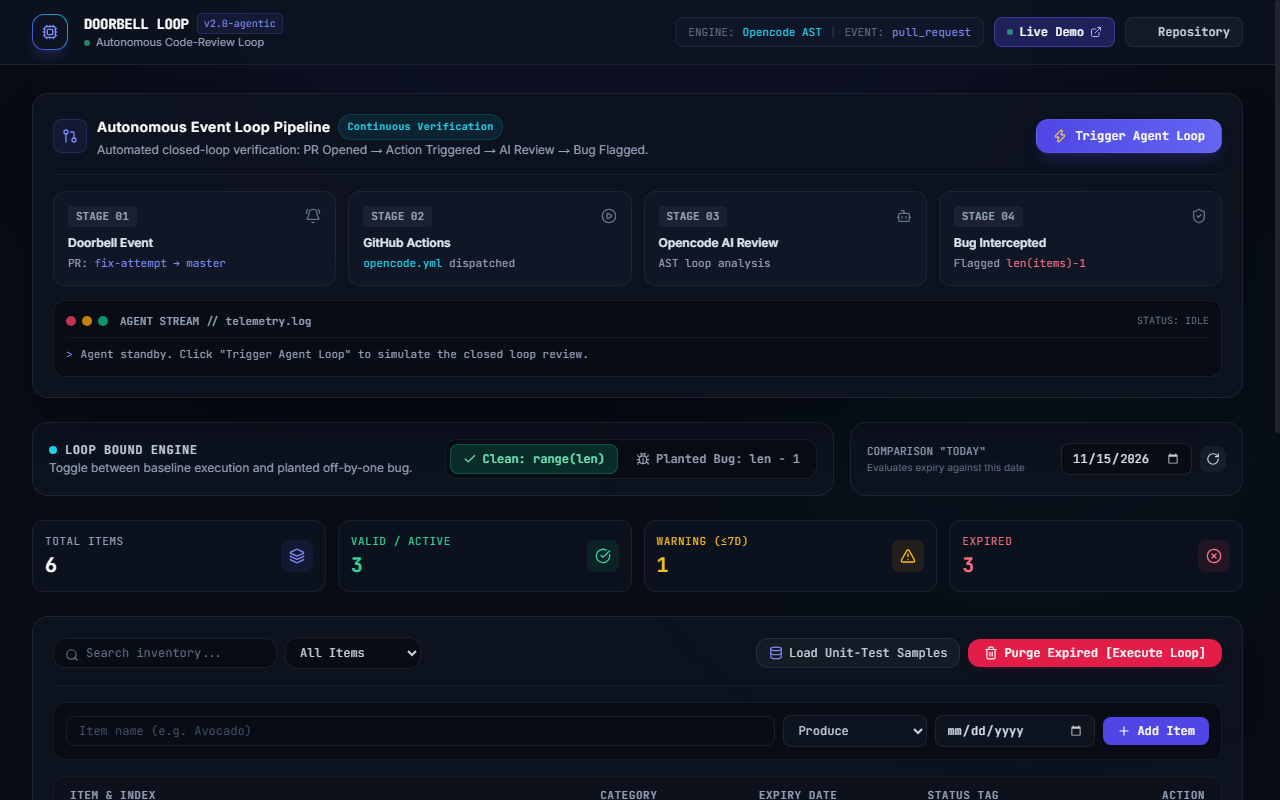 DOORBELL LOOP v2.0-agentic
Autonomous Code-Review Loop
ENGINE: Opencode AST | EVENT: pull_request
Live Demo
Repository
Autonomous Event Loop Pipeline Continuous Verification
Automated closed-loop verification: PR Opened → Action Triggered → AI Review → Bug Flagged.
Trigger Agent Loop
STAGE 01
Doorbell Event
PR: fix-attempt → master
STAGE 02
GitHub Actions
opencode.yml dispatched
STAGE 03
Opencode AI Review
AST loop analysis
STAGE 04
Bug Intercepted
Flagged len(items)-1
AGENT STREAM // telemetry.log STATUS: IDLE
> Agent standby. Click "Trigger Agent Loop" to simulate the closed loop review.
LOOP BOUND ENGINE
Toggle between baseline execution and planted off-by-one bug.
Clean: range(len) Planted Bug: len - 1
COMPARISON "TODAY"
Evaluates expiry against this date
11/15/2026
TOTAL ITEMS
6
VALID / ACTIVE
3
WARNING (≤7D)
1
EXPIRED
3
Search inventory... All Items Load Unit-Test Samples Purge Expired [Execute Loop]
Item name (e.g. Avocado) Produce mm/dd/yyyy + Add Item
ITEM & INDEX CATEGORY EXPIRY DATE STATUS TAG ACTION